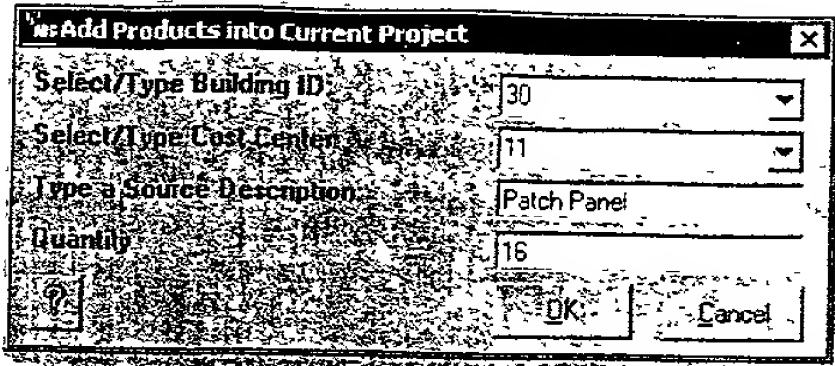 Add Products into Current Project
Select/Type Building ID: 30
Select/Type Cost Center: 11
Type a Source Description: Patch Panel
Quantity 16
? OK Cancel